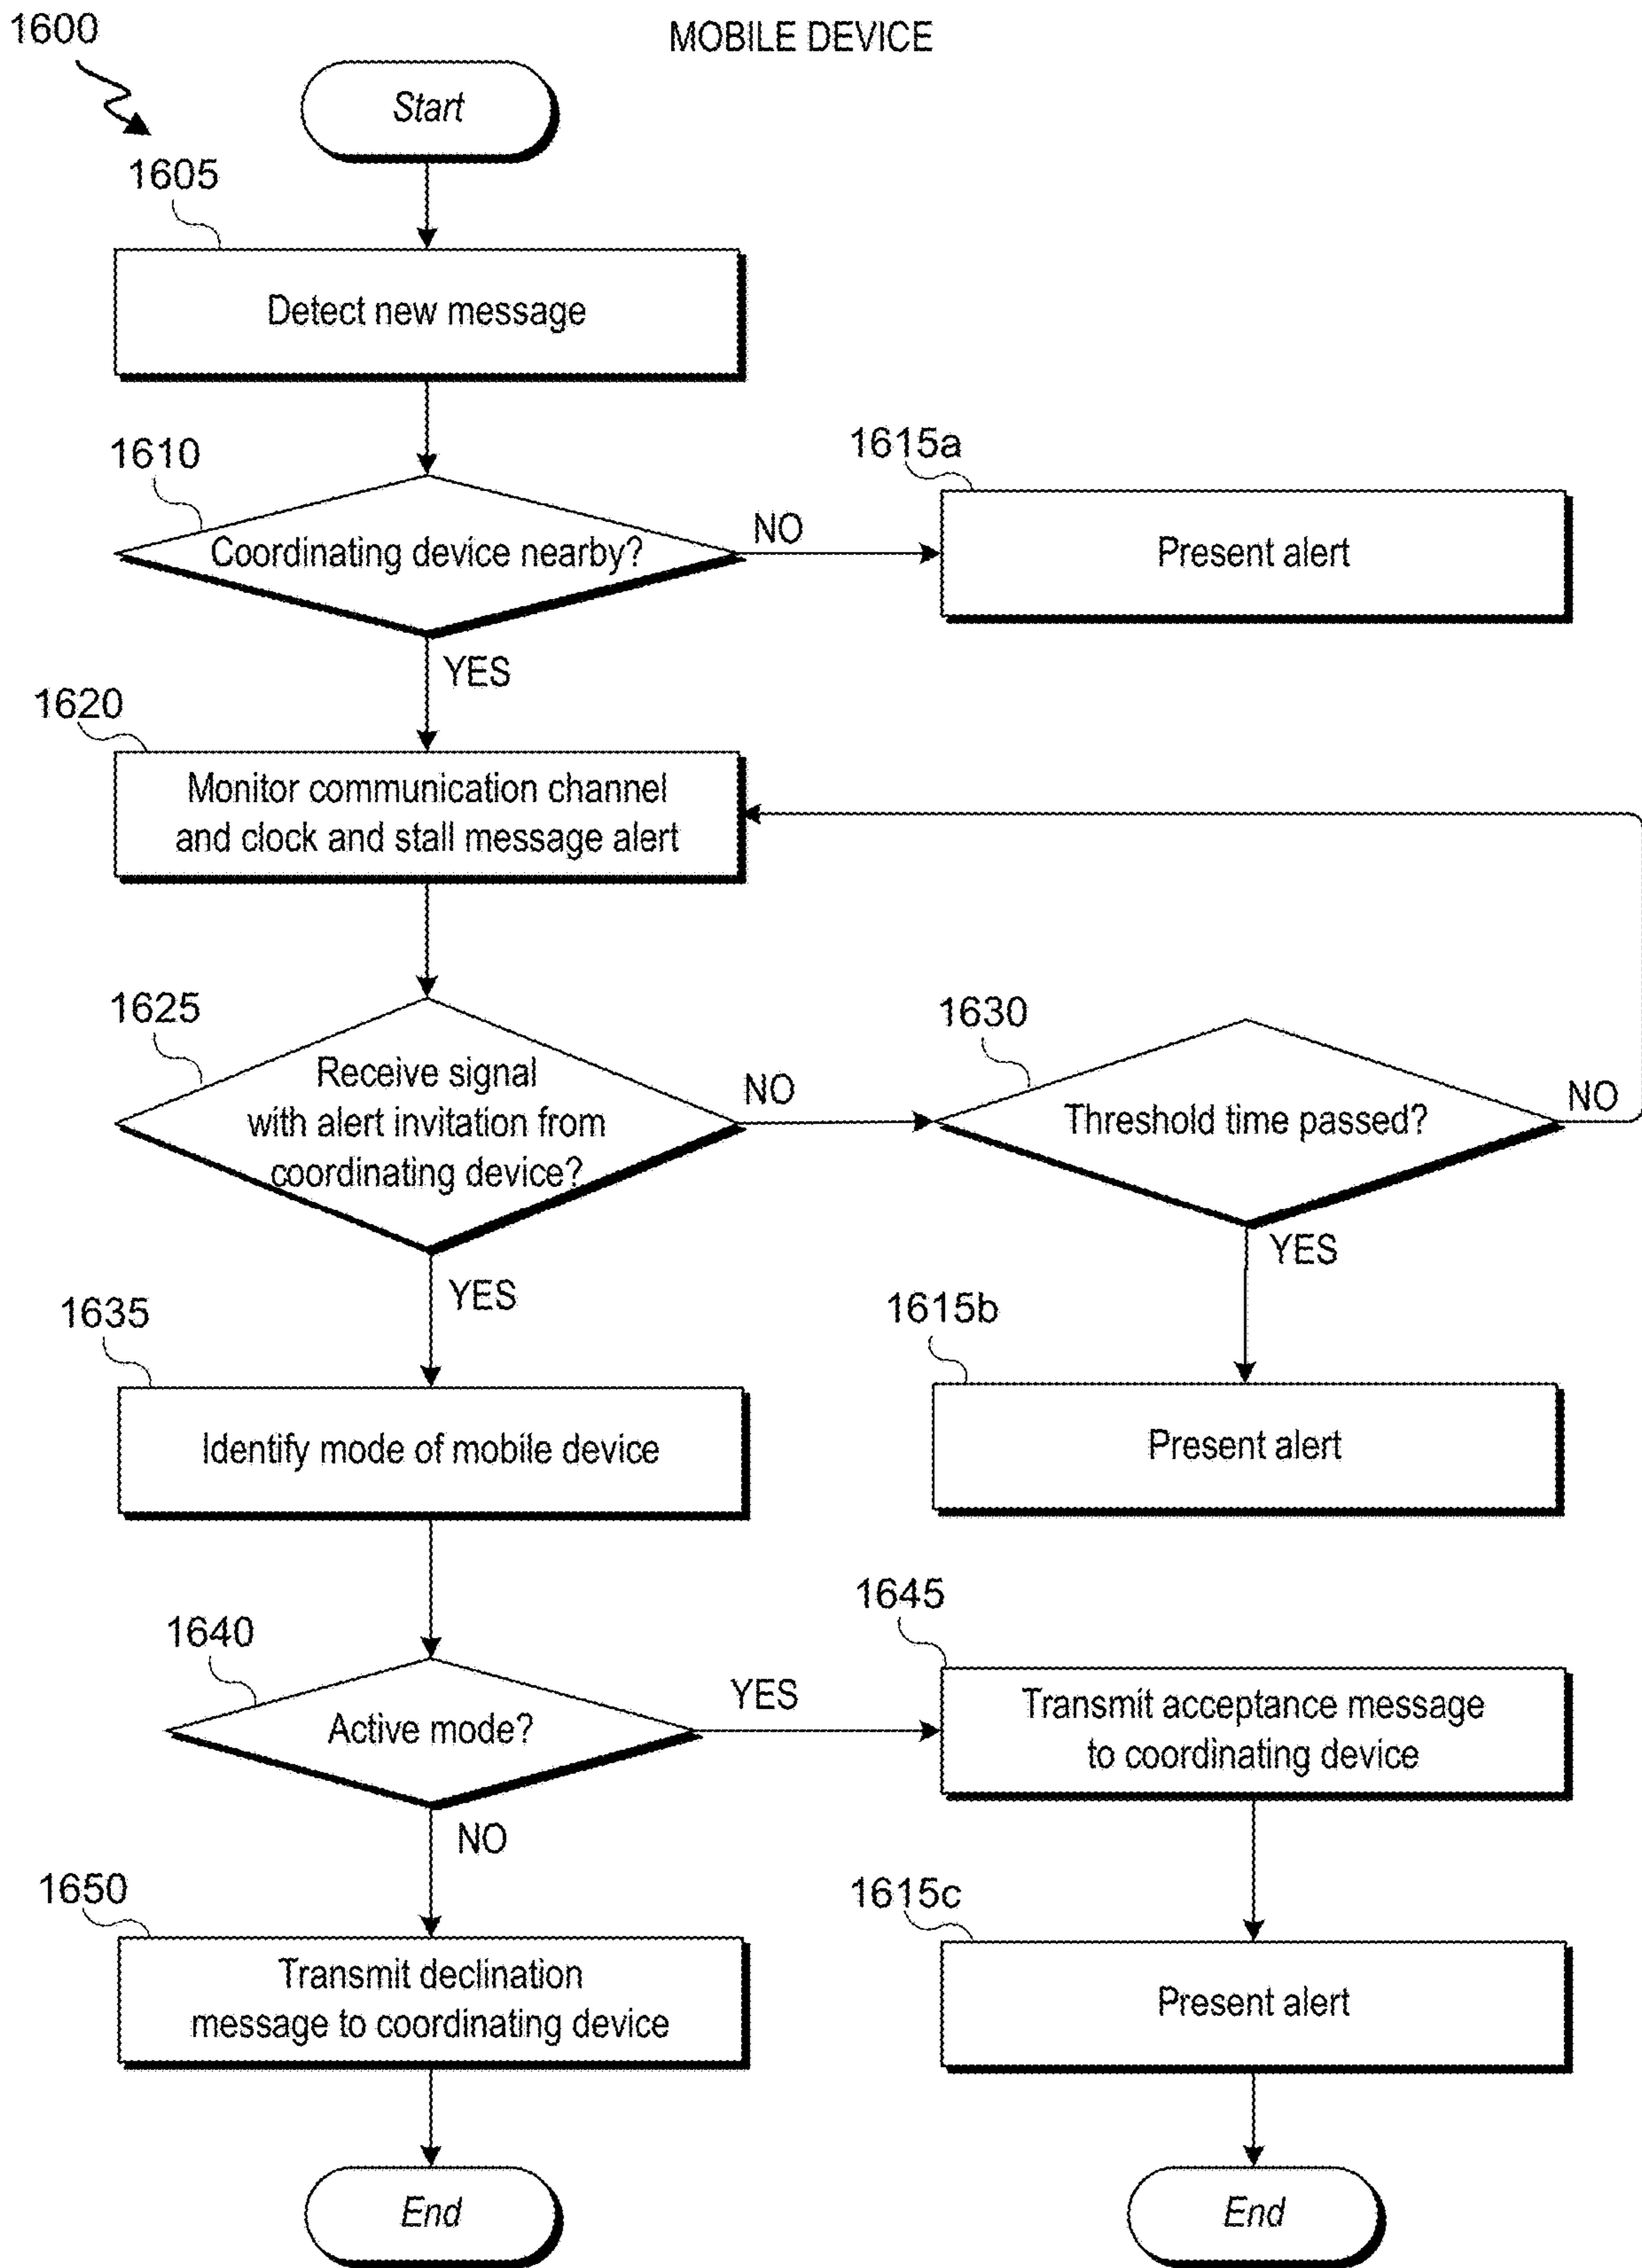 1600
MOBILE DEVICE
Start
1605
Detect new message
1610
Coordinating device nearby?
NO
1615a
Present alert
YES
1620
Monitor communication channel
and clock and stall message alert
1625
Receive signal
with alert invitation from
coordinating device?
NO
1630
Threshold time passed?
NO
YES
1615b
Present alert
YES
1635
Identify mode of mobile device
1640
Active mode?
YES
1645
Transmit acceptance message
to coordinating device
NO
1650
Transmit declination
message to coordinating device
1615c
Present alert
End
End